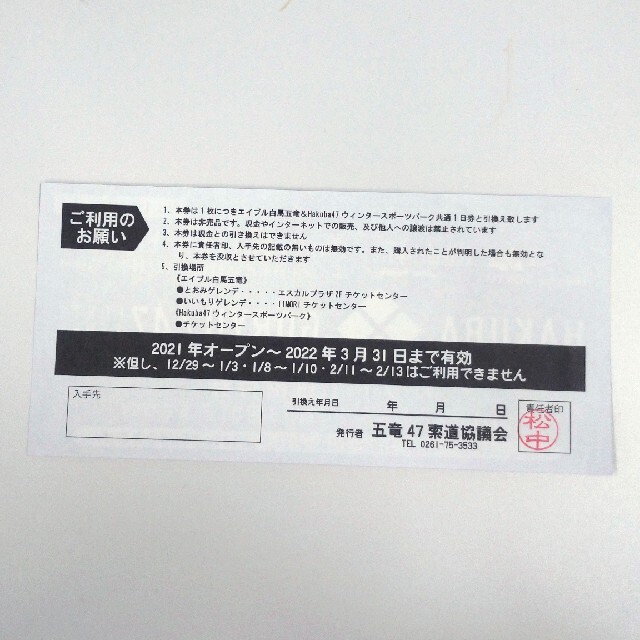 ご利用の
お願い
1. 本券は1枚につきエイブル白馬五竜&Hakuba47ウィンタースポーツパーク共通1日券と引換え致します
2. 本券は非売品です。現金やインターネットでの販売、及び他人への譲渡は禁止されています
3. 本券は現金との引き換えはできません
4. 本券に責任者印、入手先の記載の無いものは無効です。また、購入されたことが判明した場合も無効とな
り、本券を没収とさせていただきます
5. 引換場所
《エイブル白馬五竜》
●とおみゲレンデ・・・・・エスカルプラザ2Fチケットセンター
●いいもりゲレンデ・・・・IIMORIチケットセンター
《Hakuba47ウィンタースポーツパーク》
●チケットセンター
2021年オープン～2022年3月31日まで有効
※但し、12/29～1/3・1/8～1/10・2/11～2/13はご利用できません
入手先
引換え年月日 年 月 日
責任者印
松中
発行者 五竜47索道協議会
TEL 0261-75-3533